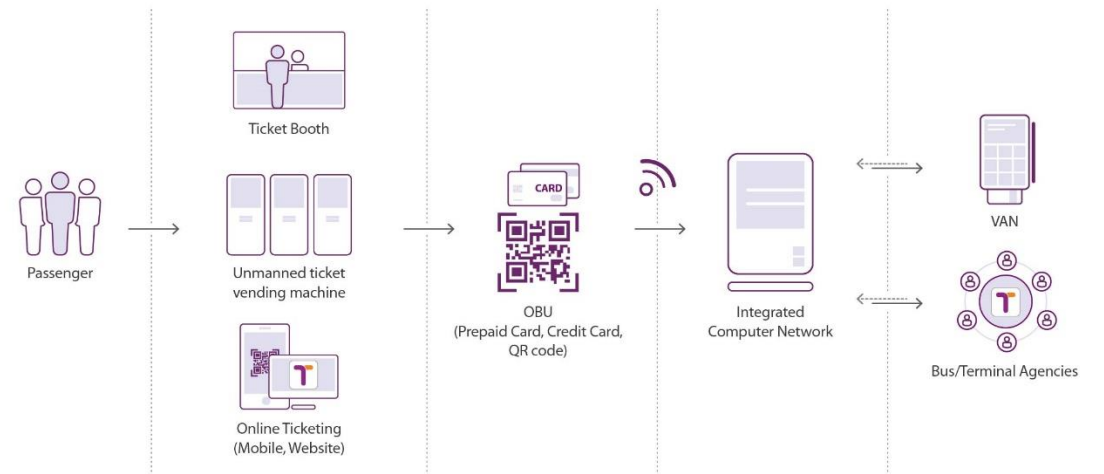 Passenger
Ticket Booth
Unmanned ticket
vending machine
Online Ticketing
(Mobile, Website)
CARD
OBU
(Prepaid Card, Credit Card,
QR code)
Integrated
Computer Network
VAN
Bus/Terminal Agencies